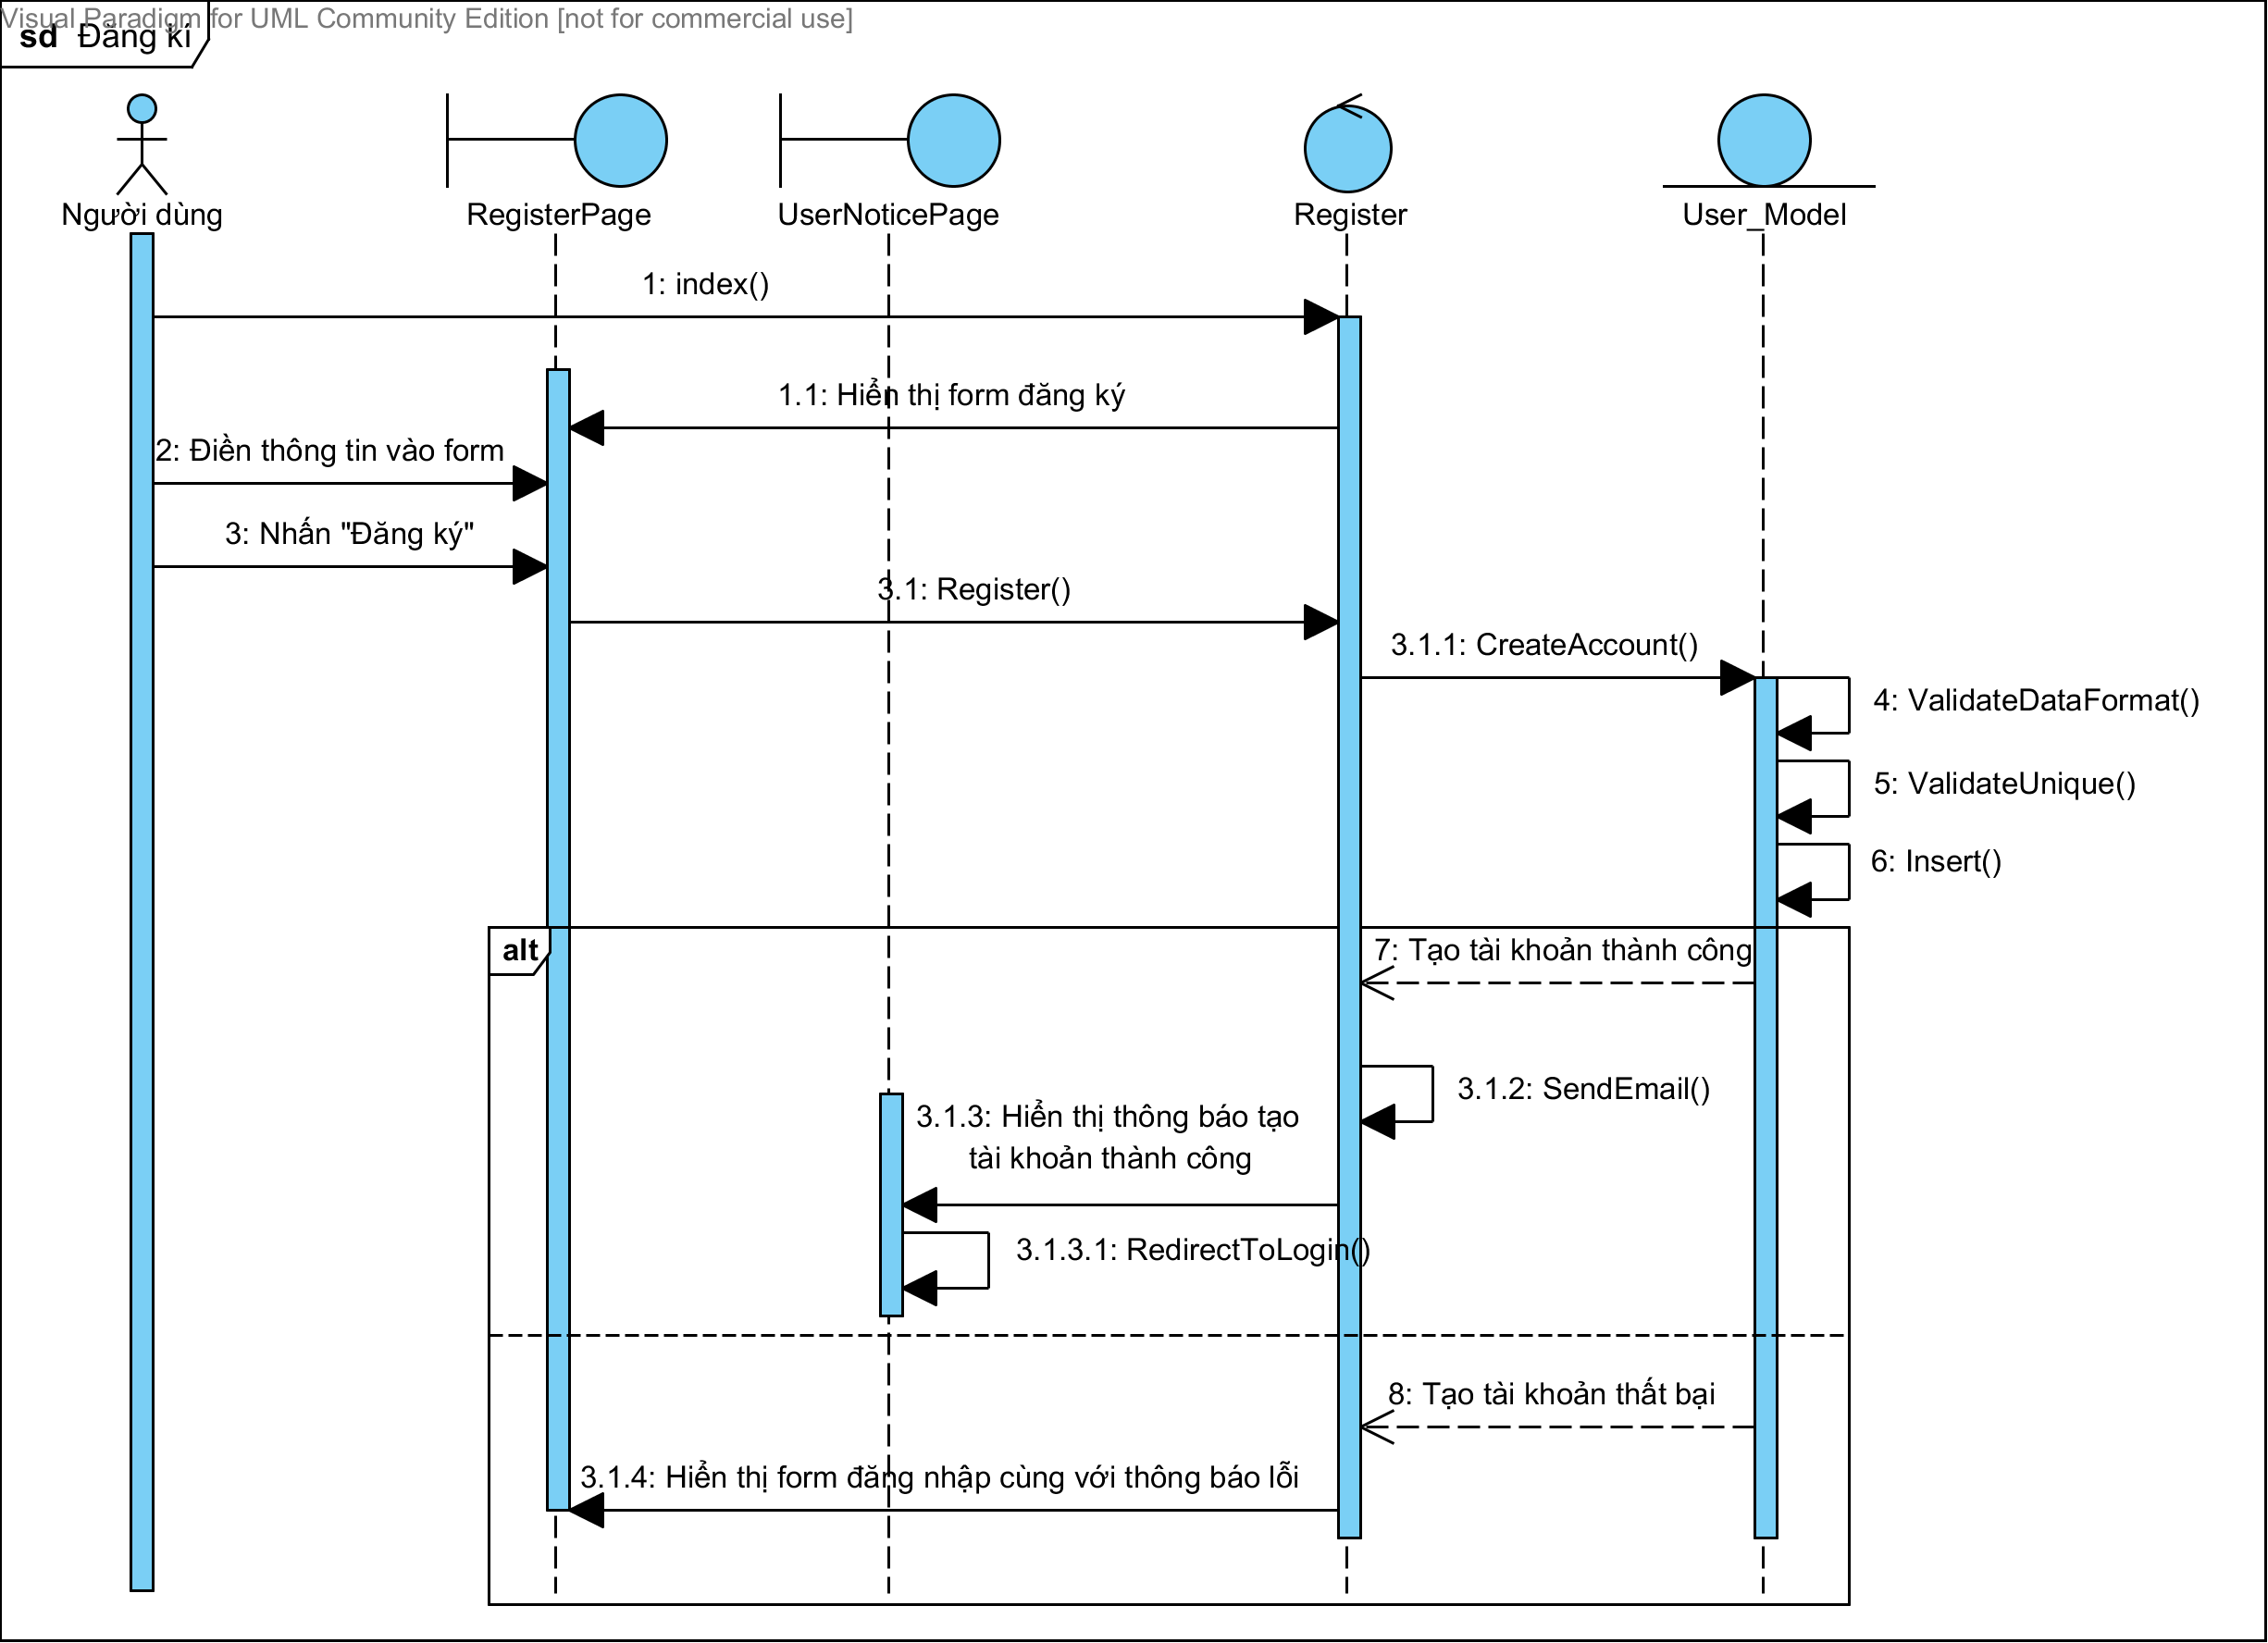 Visual Paradigm for UML Community Edition [not for commercial use]
sd Đăng kí
Người dùng
RegisterPage
UserNoticePage
Register
User_Model
1: index()
1.1: Hiển thị form đăng ký
2: Điền thông tin vào form
3: Nhấn "Đăng ký"
3.1: Register()
3.1.1: CreateAccount()
4: ValidateDataFormat()
5: ValidateUnique()
6: Insert()
alt
7: Tạo tài khoản thành công
3.1.2: SendEmail()
3.1.3: Hiển thị thông báo tạo
tài khoản thành công
3.1.3.1: RedirectToLogin()
8: Tạo tài khoản thất bại
3.1.4: Hiển thị form đăng nhập cùng với thông báo lỗi